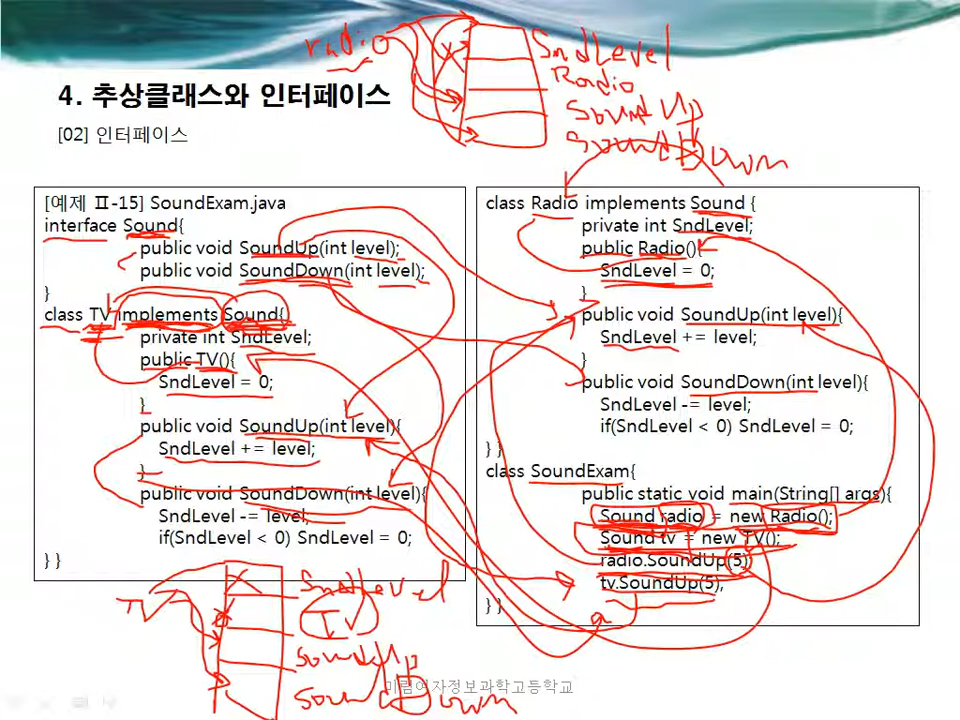 radio
SndLevel
Radio
SoundUp
SoundDown
4. 추상클래스와 인터페이스
[02] 인터페이스
[예제 Ⅱ-15] SoundExam.java
interface Sound{
public void SoundUp(int level);
public void SoundDown(int level);
}
class TV implements Sound{
private int SndLevel;
public TV(){
SndLevel = 0;
}
public void SoundUp(int level){
SndLevel += level;
}
public void SoundDown(int level){
SndLevel -= level;
if(SndLevel < 0) SndLevel = 0;
} }
class Radio implements Sound {
private int SndLevel;
public Radio(){
SndLevel = 0;
}
public void SoundUp(int level){
SndLevel += level;
}
public void SoundDown(int level){
SndLevel -= level;
if(SndLevel < 0) SndLevel = 0;
} }
class SoundExam{
public static void main(String[] args){
Sound radio = new Radio();
Sound tv = new TV();
radio.SoundUp(5);
tv.SoundUp(5);
} }
TV
SndLevel
TV
SoundUp
SoundDown
미림여자정보과학고등학교